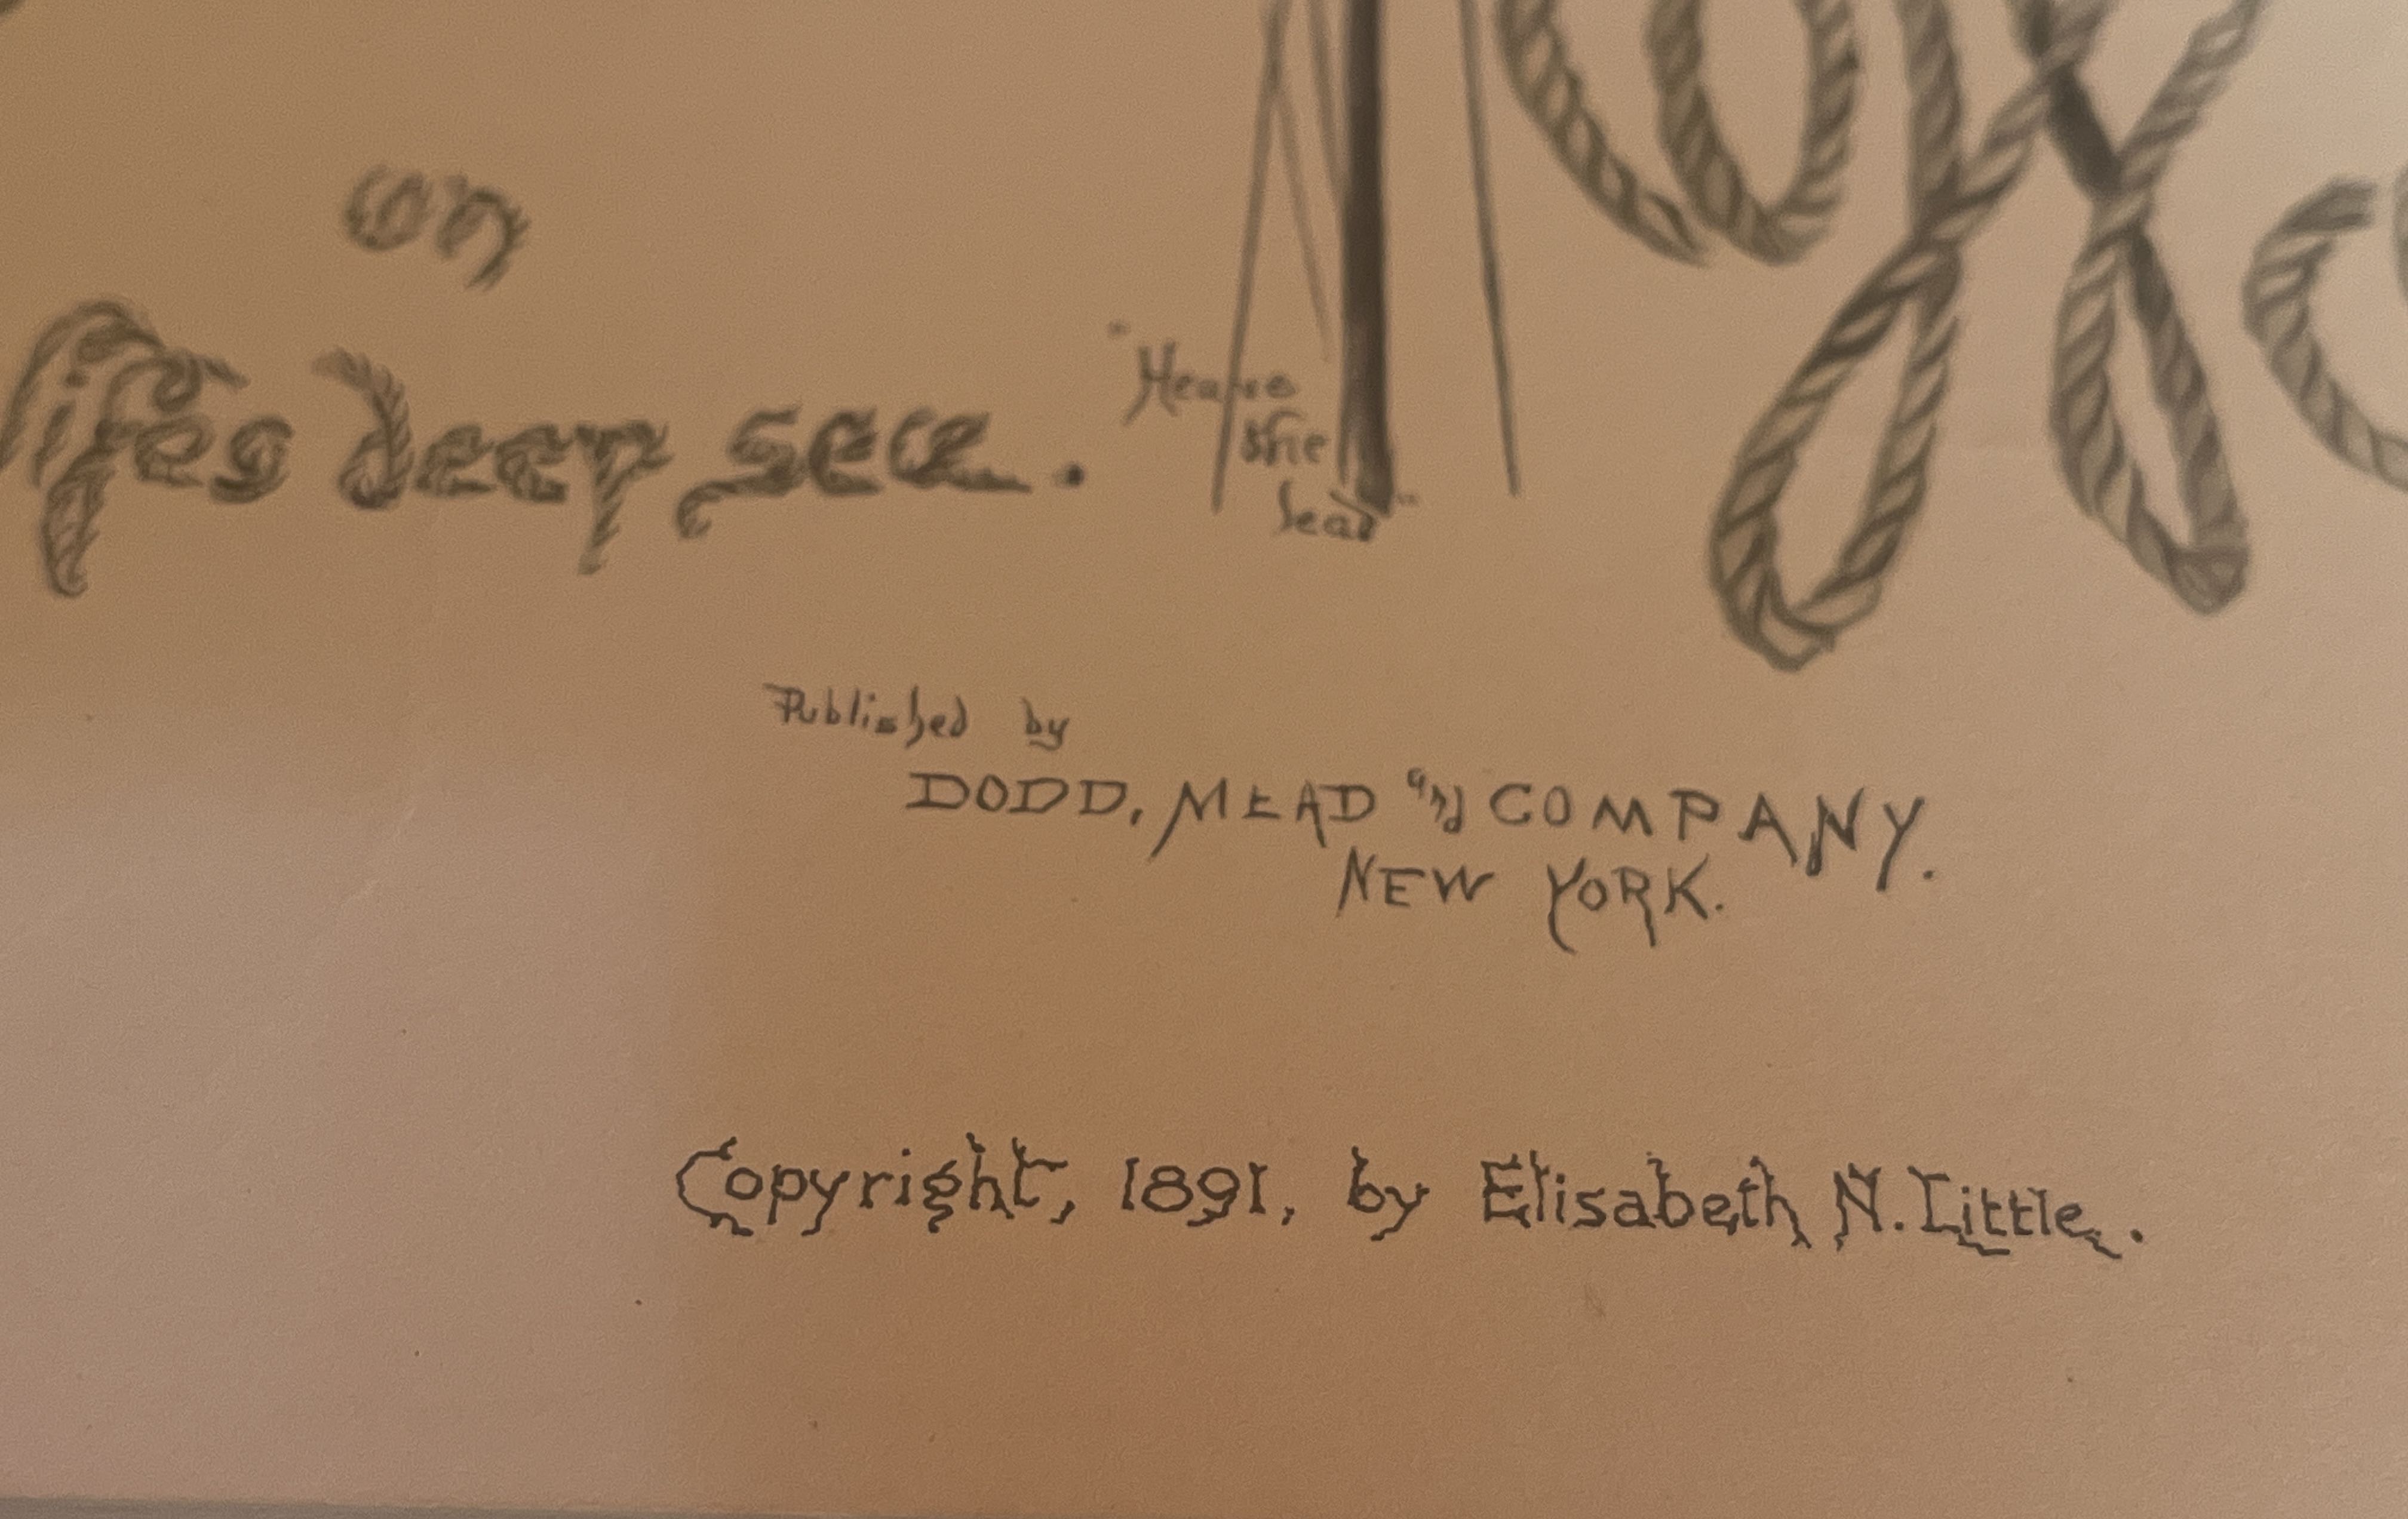 on
lifes deep sea.
"Heave
the
lead"
Published by
DODD, MEAD and COMPANY.
NEW YORK.
Copyright, 1891, by Elisabeth N. Little.